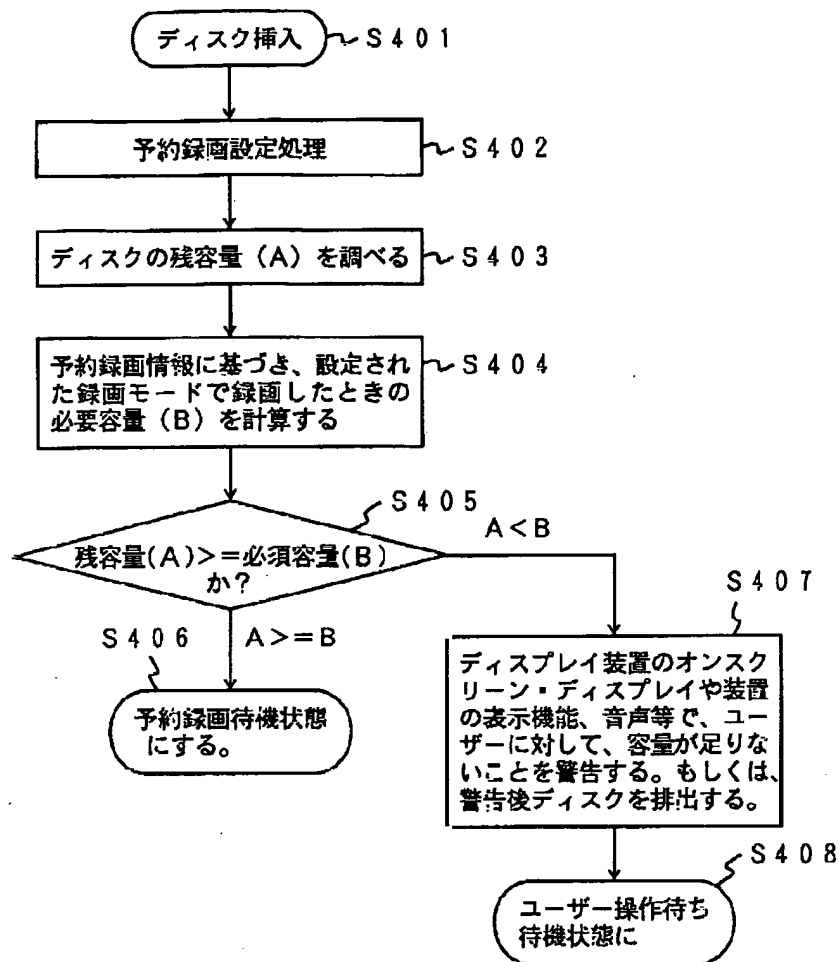 ディスク挿入
S401
予約録画設定処理
S402
ディスクの残容量(A)を調べる
S403
予約録画情報に基づき、設定され
た録画モードで録画したときの
必要容量(B)を計算する
S404
S405
残容量(A)>=必須容量(B)
か?
A<B
S406
A>=B
予約録画待機状態
にする。
S407
ディスプレイ装置のオンスク
リーン・ディスプレイや装置
の表示機能、音声等で、ユー
ザーに対して、容量が足りな
いことを警告する。もしくは、
警告後ディスクを排出する。
S408
ユーザー操作待ち
待機状態に